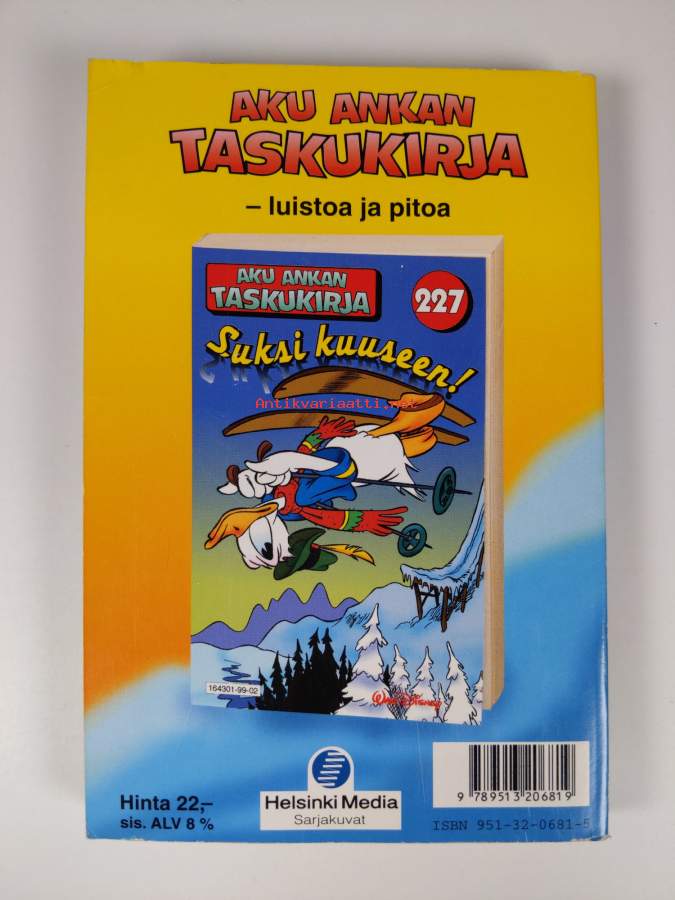 AKU ANKAN
TASKUKIRJA
– luistoa ja pitoa
AKU ANKAN
TASKUKIRJA
227
Suksi kuuseen!
Antikvariaatti.net
164301-99-02
Walt Disney
Hinta 22,–
sis. ALV 8 %
Helsinki Media
Sarjakuvat
9 789513 206819
ISBN 951-32-0681-5